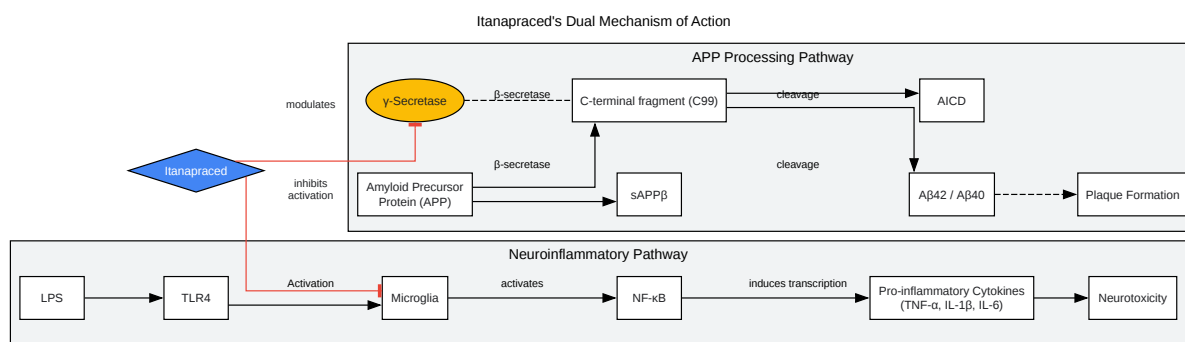 Itanapraced's Dual Mechanism of Action
APP Processing Pathway
modulates
γ-Secretase
β-secretase
C-terminal fragment (C99)
cleavage
AICD
Itanapraced
inhibits
activation
β-secretase
cleavage
Amyloid Precursor
Protein (APP)
sAPPβ
Aβ42 / Aβ40
Plaque Formation
Neuroinflammatory Pathway
LPS
TLR4
Activation
Microglia
activates
NF-κB
induces transcription
Pro-inflammatory Cytokines
(TNF-α, IL-1β, IL-6)
Neurotoxicity